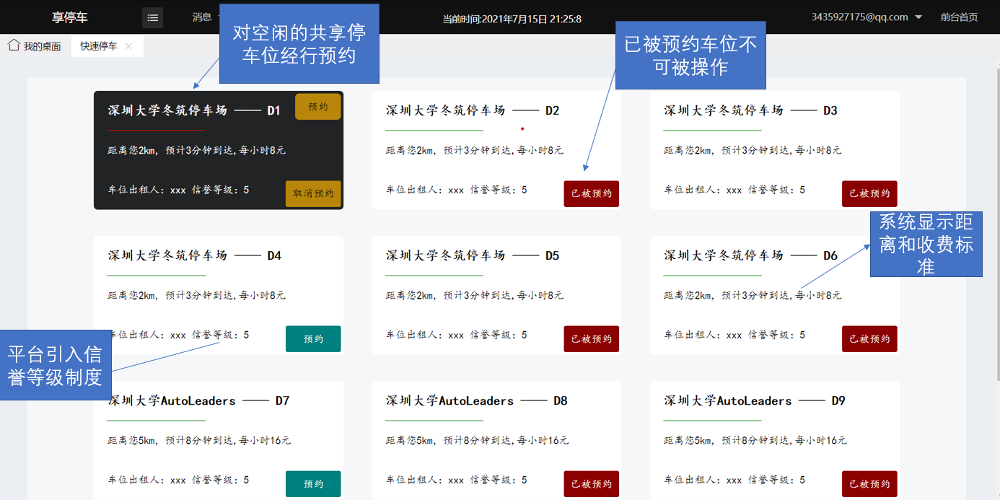 享停车
消息
当前时间:2021年7月15日 21:25:8
3435927175@qq.com
前台首页
我的桌面
快速停车
对空闲的共享停
车位经行预约
已被预约车位不
可被操作
深圳大学冬筑停车场 —— D1
预约
距离您2km, 预计3分钟到达,每小时8元
车位出租人: xxx 信誉等级: 5
取消预约
深圳大学冬筑停车场 —— D2
距离您2km, 预计3分钟到达,每小时8元
车位出租人: xxx 信誉等级: 5
已被预约
深圳大学冬筑停车场 —— D3
距离您2km, 预计3分钟到达,每小时8元
车位出租人: xxx 信誉等级: 5
已被预约
系统显示距
离和收费标
准
深圳大学冬筑停车场 —— D4
距离您2km, 预计3分钟到达,每小时8元
车位出租人: xxx 信誉等级: 5
预约
深圳大学冬筑停车场 —— D5
距离您2km, 预计3分钟到达,每小时8元
车位出租人: xxx 信誉等级: 5
已被预约
深圳大学冬筑停车场 —— D6
距离您2km, 预计3分钟到达,每小时8元
车位出租人: xxx 信誉等级: 5
已被预约
平台引入信
誉等级制度
深圳大学AutoLeaders —— D7
距离您5km, 预计8分钟到达,每小时16元
车位出租人: xxx 信誉等级: 5
预约
深圳大学AutoLeaders —— D8
距离您5km, 预计8分钟到达,每小时16元
车位出租人: xxx 信誉等级: 5
已被预约
深圳大学AutoLeaders —— D9
距离您5km, 预计8分钟到达,每小时16元
车位出租人: xxx 信誉等级: 5
已被预约